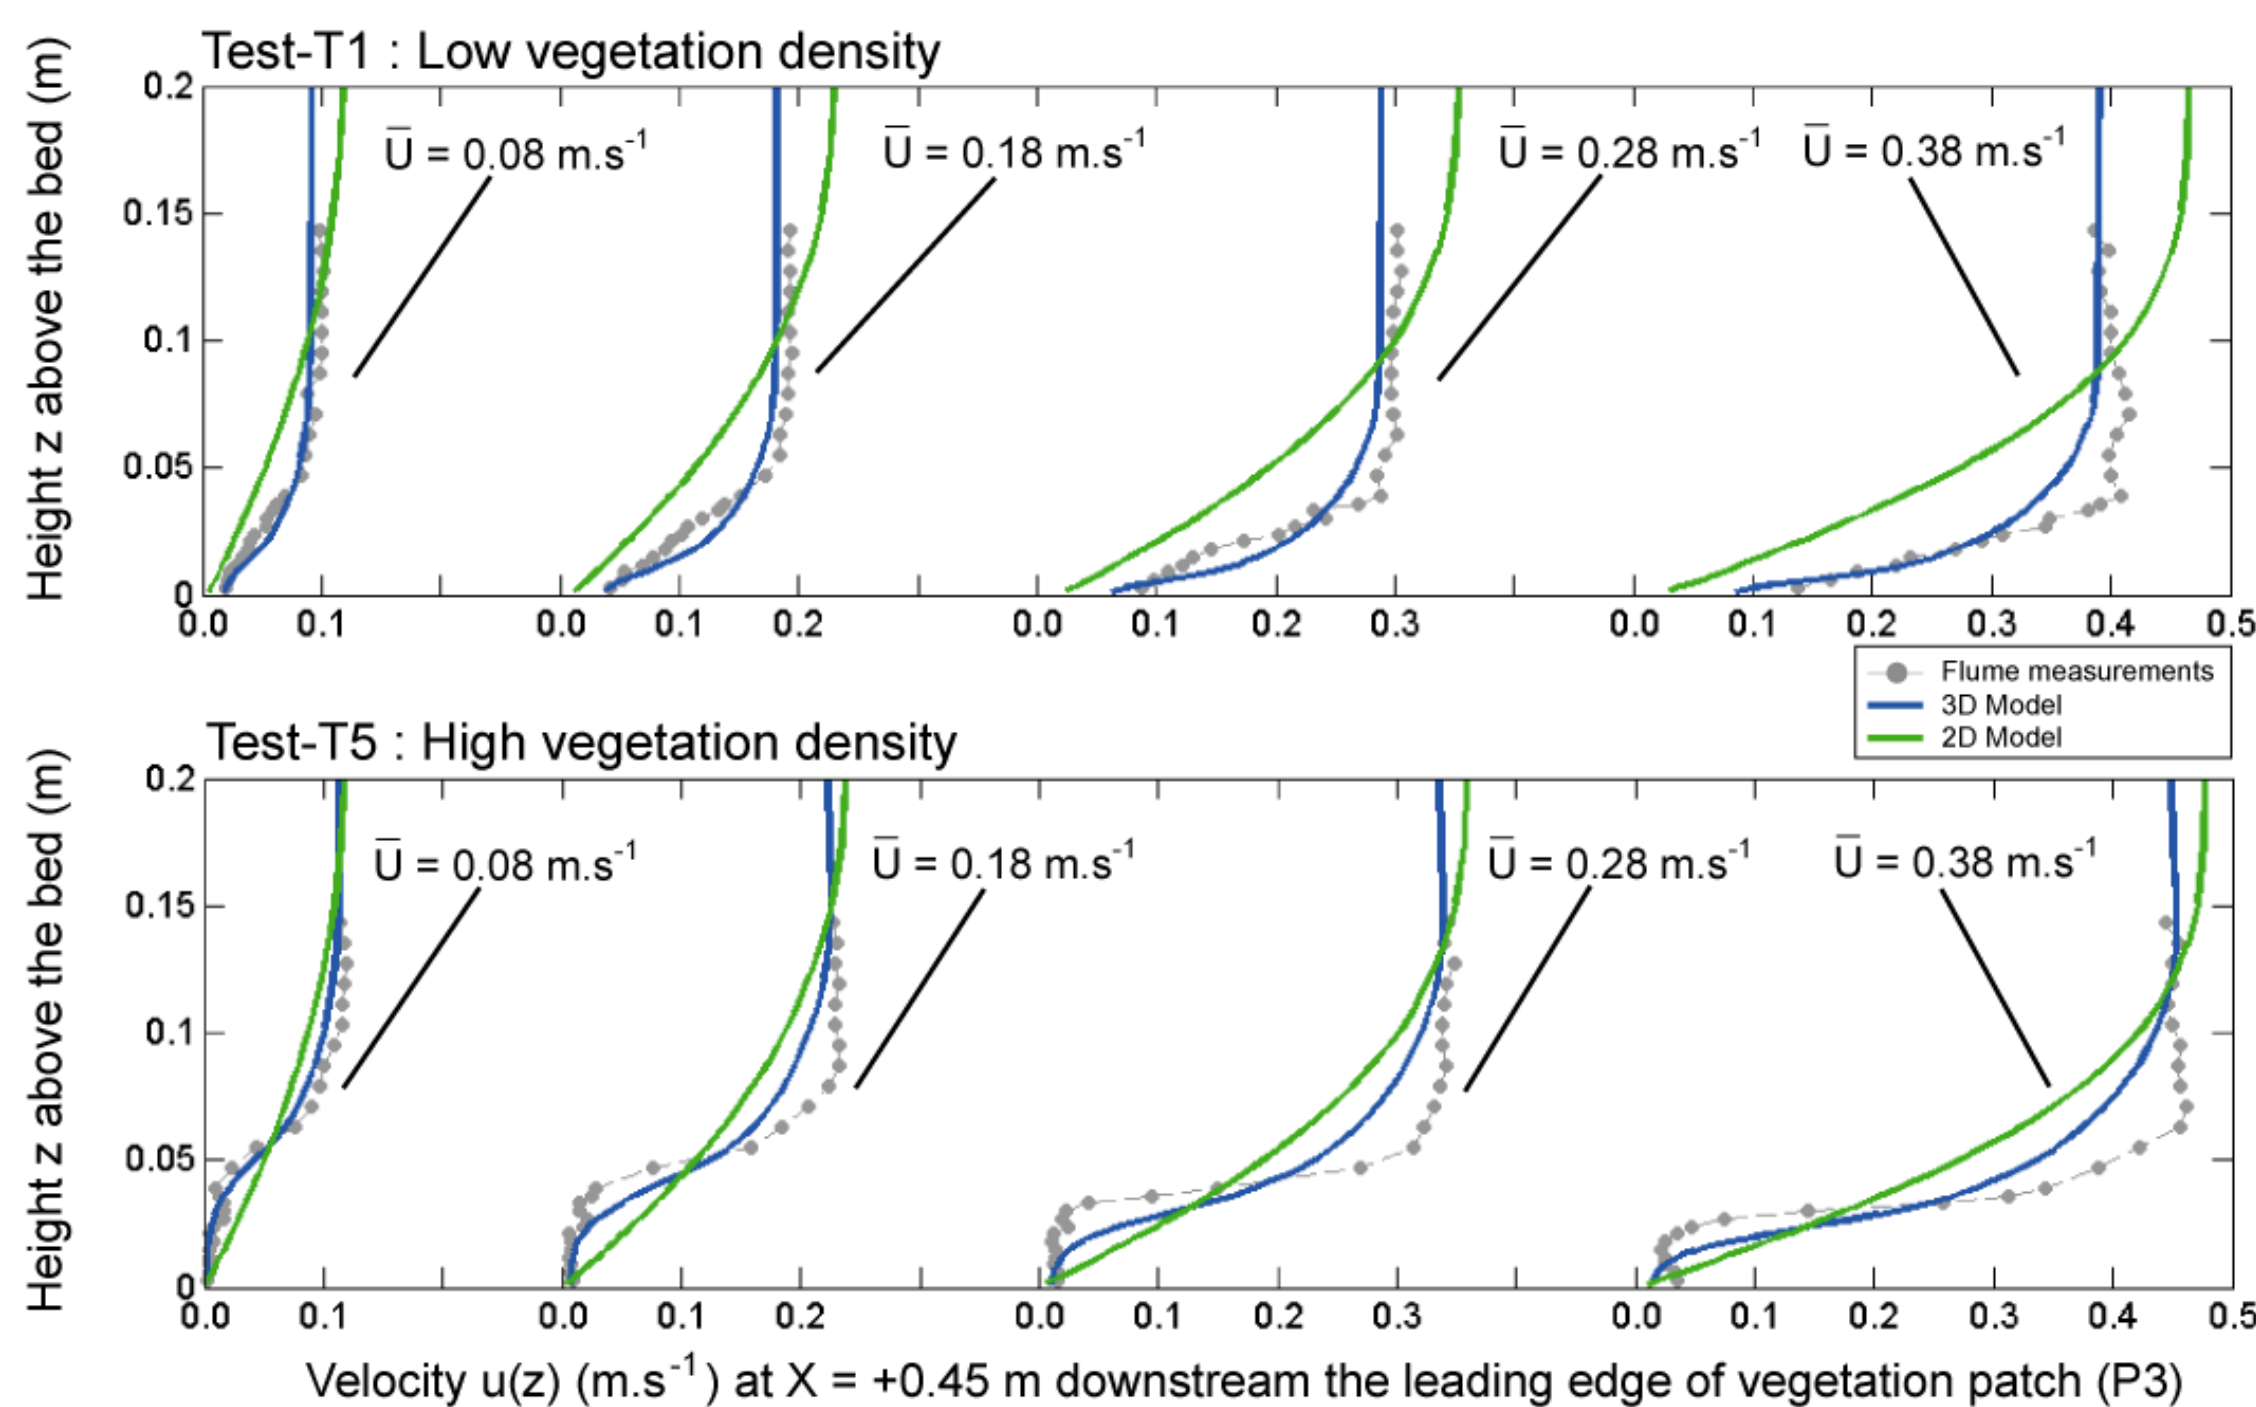 Test-T1 : Low vegetation density
Height z above the bed (m)
0.2
0.15
0.1
0.05
0
U̅ = 0.08 m.s⁻¹
U̅ = 0.18 m.s⁻¹
U̅ = 0.28 m.s⁻¹
U̅ = 0.38 m.s⁻¹
0.0 0.1 0.0 0.1 0.2 0.0 0.1 0.2 0.3 0.0 0.1 0.2 0.3 0.4 0.5
Flume measurements
3D Model
2D Model
Test-T5 : High vegetation density
Height z above the bed (m)
0.2
0.15
0.1
0.05
0
U̅ = 0.08 m.s⁻¹
U̅ = 0.18 m.s⁻¹
U̅ = 0.28 m.s⁻¹
U̅ = 0.38 m.s⁻¹
0.0 0.1 0.0 0.1 0.2 0.0 0.1 0.2 0.3 0.0 0.1 0.2 0.3 0.4 0.5
Velocity u(z) (m.s⁻¹) at X = +0.45 m downstream the leading edge of vegetation patch (P3)